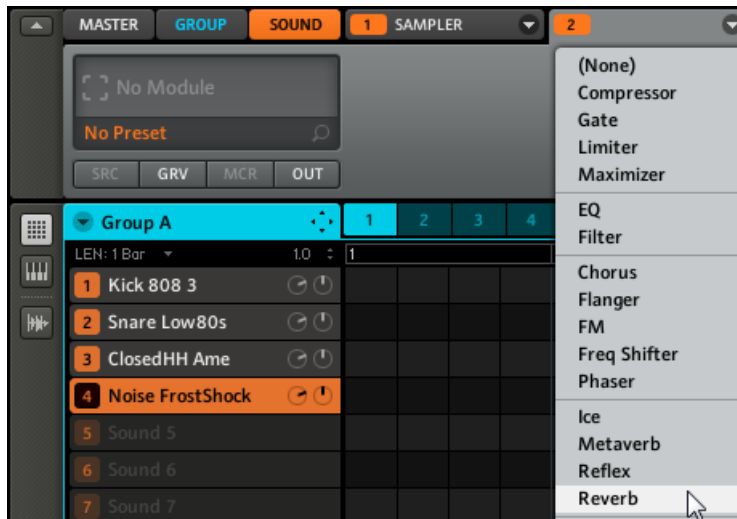 MASTER GROUP SOUND 1 SAMPLER 2
No Module
No Preset
SRC GRV MCR OUT
(None)
Compressor
Gate
Limiter
Maximizer
EQ
Filter
Chorus
Flanger
FM
Freq Shifter
Phaser
Ice
Metaverb
Reflex
Reverb
Group A 1 2 3 4
LEN: 1 Bar 1.0 1
1 Kick 808 3
2 Snare Low80s
3 ClosedHH Ame
4 Noise FrostShock
5 Sound 5
6 Sound 6
7 Sound 7